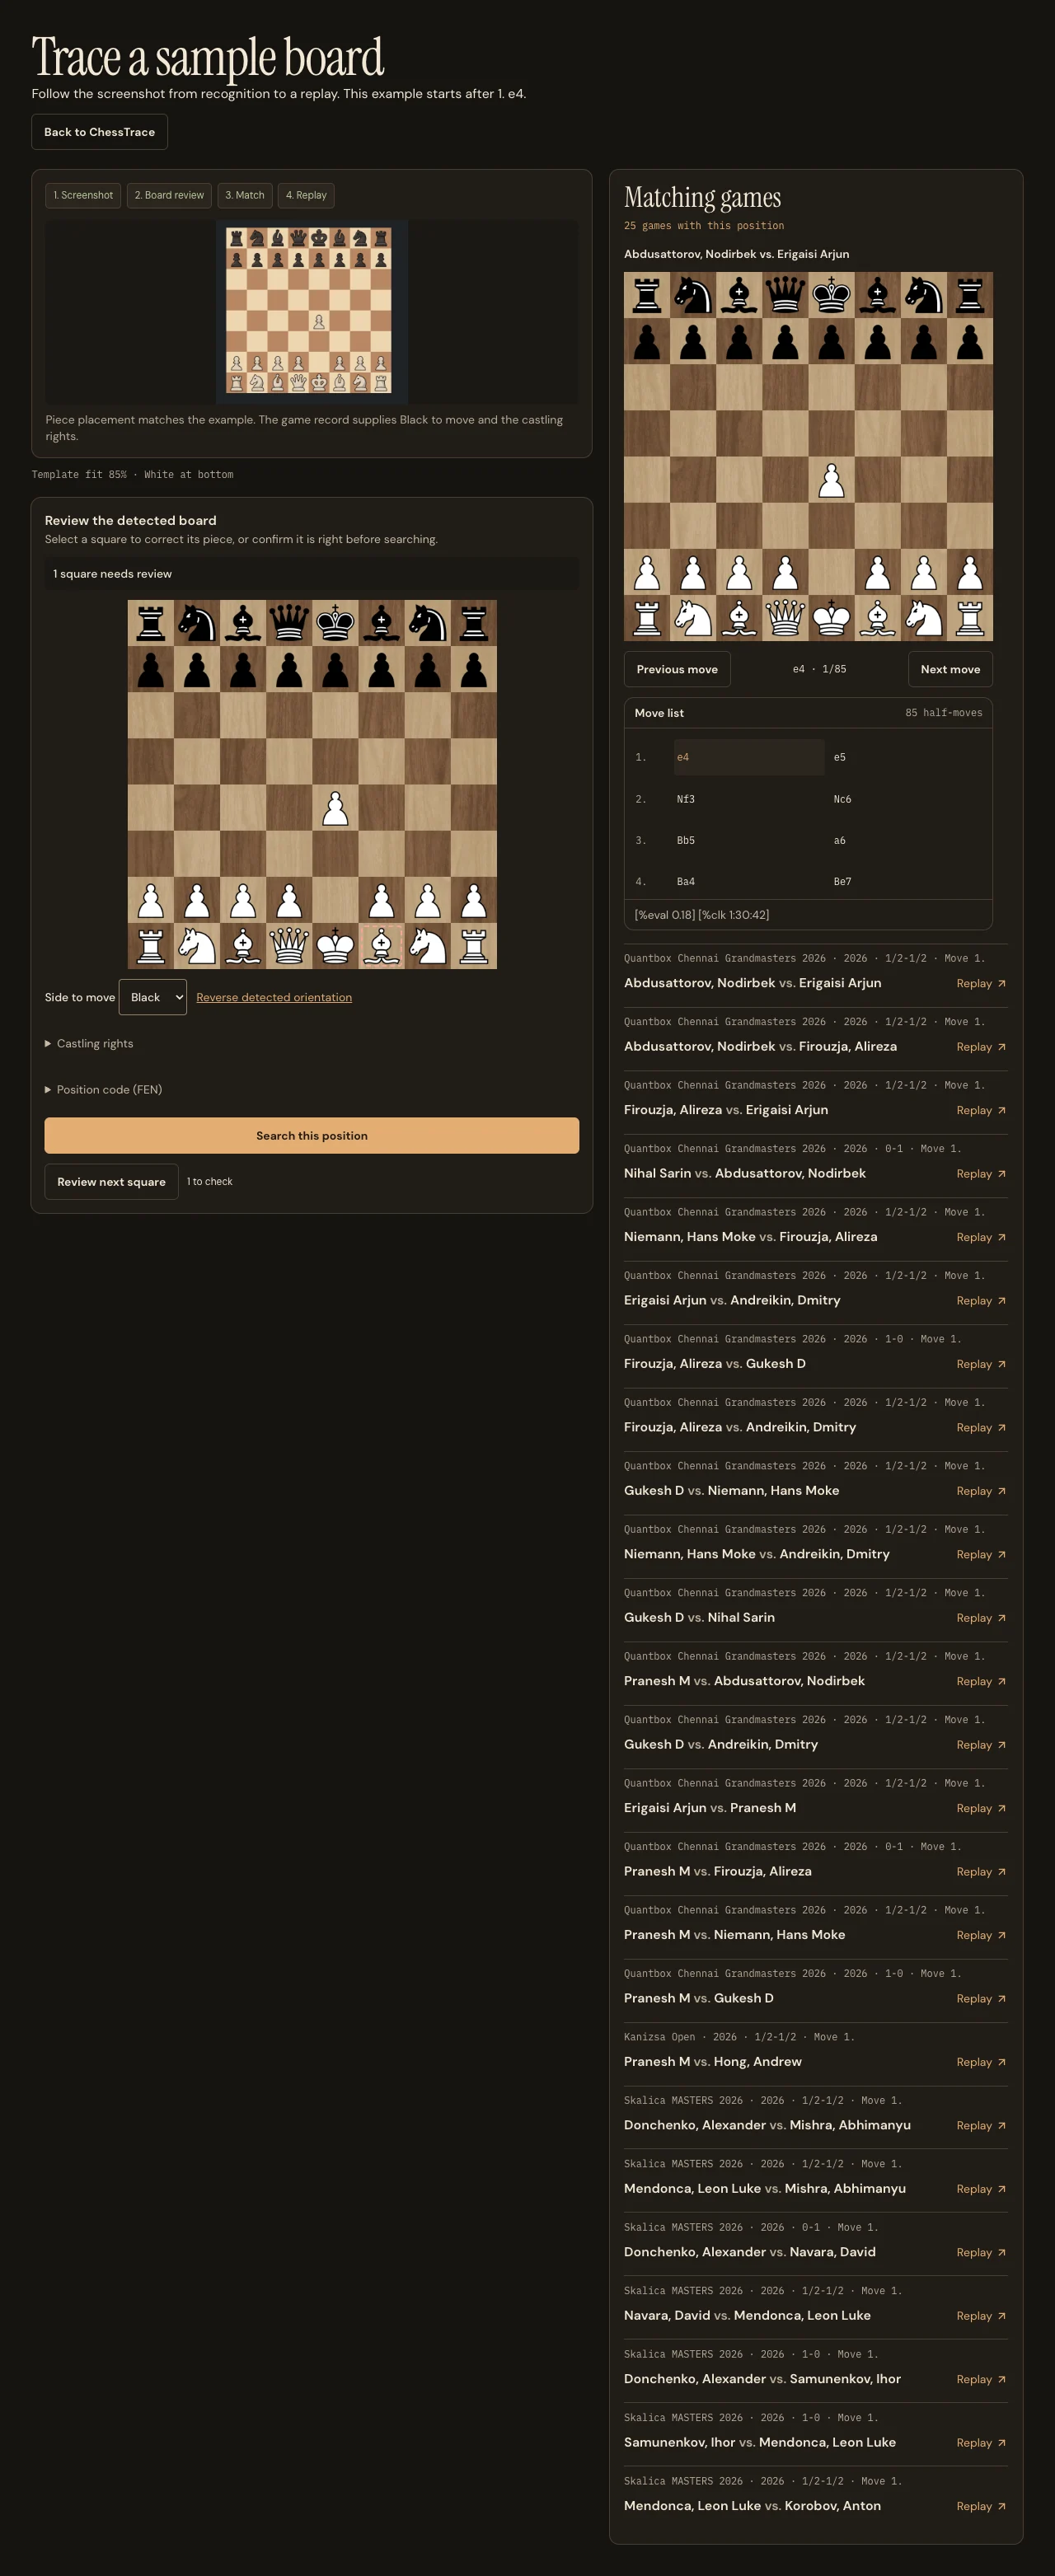 Trace a sample board
Follow the screenshot from recognition to a replay. This example starts after 1. e4.
Back to ChessTrace
1. Screenshot
2. Board review
3. Match
4. Replay
Piece placement matches the example. The game record supplies Black to move and the castling
rights.
Template fit 85% · White at bottom
Review the detected board
Select a square to correct its piece, or confirm it is right before searching.
1 square needs review
Side to move Black Reverse detected orientation
Castling rights
Position code (FEN)
Search this position
Review next square 1 to check
Matching games
25 games with this position
Abdusattorov, Nodirbek vs. Erigaisi Arjun
Previous move e4 · 1/85 Next move
Move list 85 half-moves
1. e4 e5
2. Nf3 Nc6
3. Bb5 a6
4. Ba4 Be7
[%eval 0.18] [%clk 1:30:42]
Quantbox Chennai Grandmasters 2026 · 2026 · 1/2-1/2 · Move 1.
Abdusattorov, Nodirbek vs. Erigaisi Arjun Replay ↗
Quantbox Chennai Grandmasters 2026 · 2026 · 1/2-1/2 · Move 1.
Abdusattorov, Nodirbek vs. Firouzja, Alireza Replay ↗
Quantbox Chennai Grandmasters 2026 · 2026 · 1/2-1/2 · Move 1.
Firouzja, Alireza vs. Erigaisi Arjun Replay ↗
Quantbox Chennai Grandmasters 2026 · 2026 · 0-1 · Move 1.
Nihal Sarin vs. Abdusattorov, Nodirbek Replay ↗
Quantbox Chennai Grandmasters 2026 · 2026 · 1/2-1/2 · Move 1.
Niemann, Hans Moke vs. Firouzja, Alireza Replay ↗
Quantbox Chennai Grandmasters 2026 · 2026 · 1/2-1/2 · Move 1.
Erigaisi Arjun vs. Andreikin, Dmitry Replay ↗
Quantbox Chennai Grandmasters 2026 · 2026 · 1-0 · Move 1.
Firouzja, Alireza vs. Gukesh D Replay ↗
Quantbox Chennai Grandmasters 2026 · 2026 · 1/2-1/2 · Move 1.
Firouzja, Alireza vs. Andreikin, Dmitry Replay ↗
Quantbox Chennai Grandmasters 2026 · 2026 · 1/2-1/2 · Move 1.
Gukesh D vs. Niemann, Hans Moke Replay ↗
Quantbox Chennai Grandmasters 2026 · 2026 · 1/2-1/2 · Move 1.
Niemann, Hans Moke vs. Andreikin, Dmitry Replay ↗
Quantbox Chennai Grandmasters 2026 · 2026 · 1/2-1/2 · Move 1.
Gukesh D vs. Nihal Sarin Replay ↗
Quantbox Chennai Grandmasters 2026 · 2026 · 1/2-1/2 · Move 1.
Pranesh M vs. Abdusattorov, Nodirbek Replay ↗
Quantbox Chennai Grandmasters 2026 · 2026 · 1/2-1/2 · Move 1.
Gukesh D vs. Andreikin, Dmitry Replay ↗
Quantbox Chennai Grandmasters 2026 · 2026 · 1/2-1/2 · Move 1.
Erigaisi Arjun vs. Pranesh M Replay ↗
Quantbox Chennai Grandmasters 2026 · 2026 · 0-1 · Move 1.
Pranesh M vs. Firouzja, Alireza Replay ↗
Quantbox Chennai Grandmasters 2026 · 2026 · 1/2-1/2 · Move 1.
Pranesh M vs. Niemann, Hans Moke Replay ↗
Quantbox Chennai Grandmasters 2026 · 2026 · 1-0 · Move 1.
Pranesh M vs. Gukesh D Replay ↗
Kanizsa Open · 2026 · 1/2-1/2 · Move 1.
Pranesh M vs. Hong, Andrew Replay ↗
Skalica MASTERS 2026 · 2026 · 1/2-1/2 · Move 1.
Donchenko, Alexander vs. Mishra, Abhimanyu Replay ↗
Skalica MASTERS 2026 · 2026 · 1/2-1/2 · Move 1.
Mendonca, Leon Luke vs. Mishra, Abhimanyu Replay ↗
Skalica MASTERS 2026 · 2026 · 0-1 · Move 1.
Donchenko, Alexander vs. Navara, David Replay ↗
Skalica MASTERS 2026 · 2026 · 1/2-1/2 · Move 1.
Navara, David vs. Mendonca, Leon Luke Replay ↗
Skalica MASTERS 2026 · 2026 · 1-0 · Move 1.
Donchenko, Alexander vs. Samunenkov, Ihor Replay ↗
Skalica MASTERS 2026 · 2026 · 1-0 · Move 1.
Samunenkov, Ihor vs. Mendonca, Leon Luke Replay ↗
Skalica MASTERS 2026 · 2026 · 1/2-1/2 · Move 1.
Mendonca, Leon Luke vs. Korobov, Anton Replay ↗